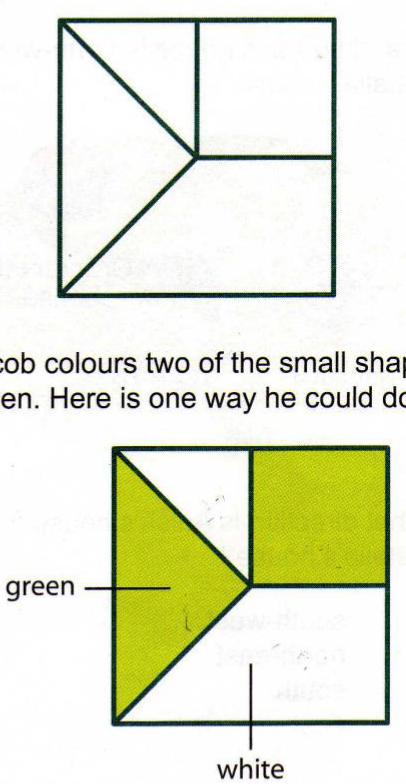 cob colours two of the small shap
en. Here is one way he could do
green
white